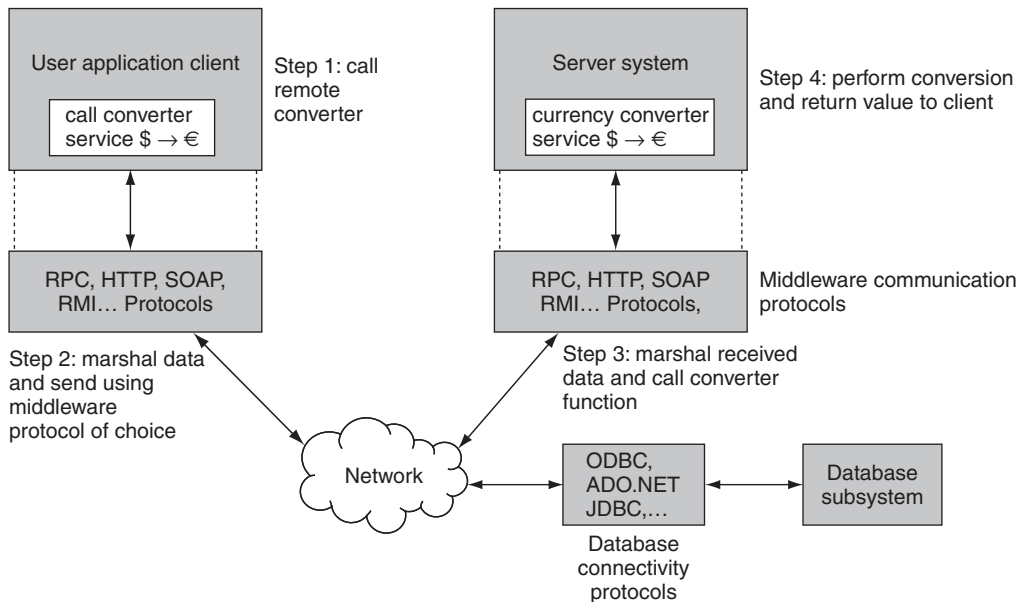 User application client
call converter
service $ → €
Step 1: call
remote
converter
Server system
currency converter
service $ → €
Step 4: perform conversion
and return value to client
RPC, HTTP, SOAP,
RMI… Protocols
RPC, HTTP, SOAP
RMI… Protocols,
Middleware communication
protocols
Step 2: marshal data
and send using
middleware
protocol of choice
Step 3: marshal received
data and call converter
function
Network
ODBC,
ADO.NET
JDBC,…
Database
subsystem
Database
connectivity
protocols